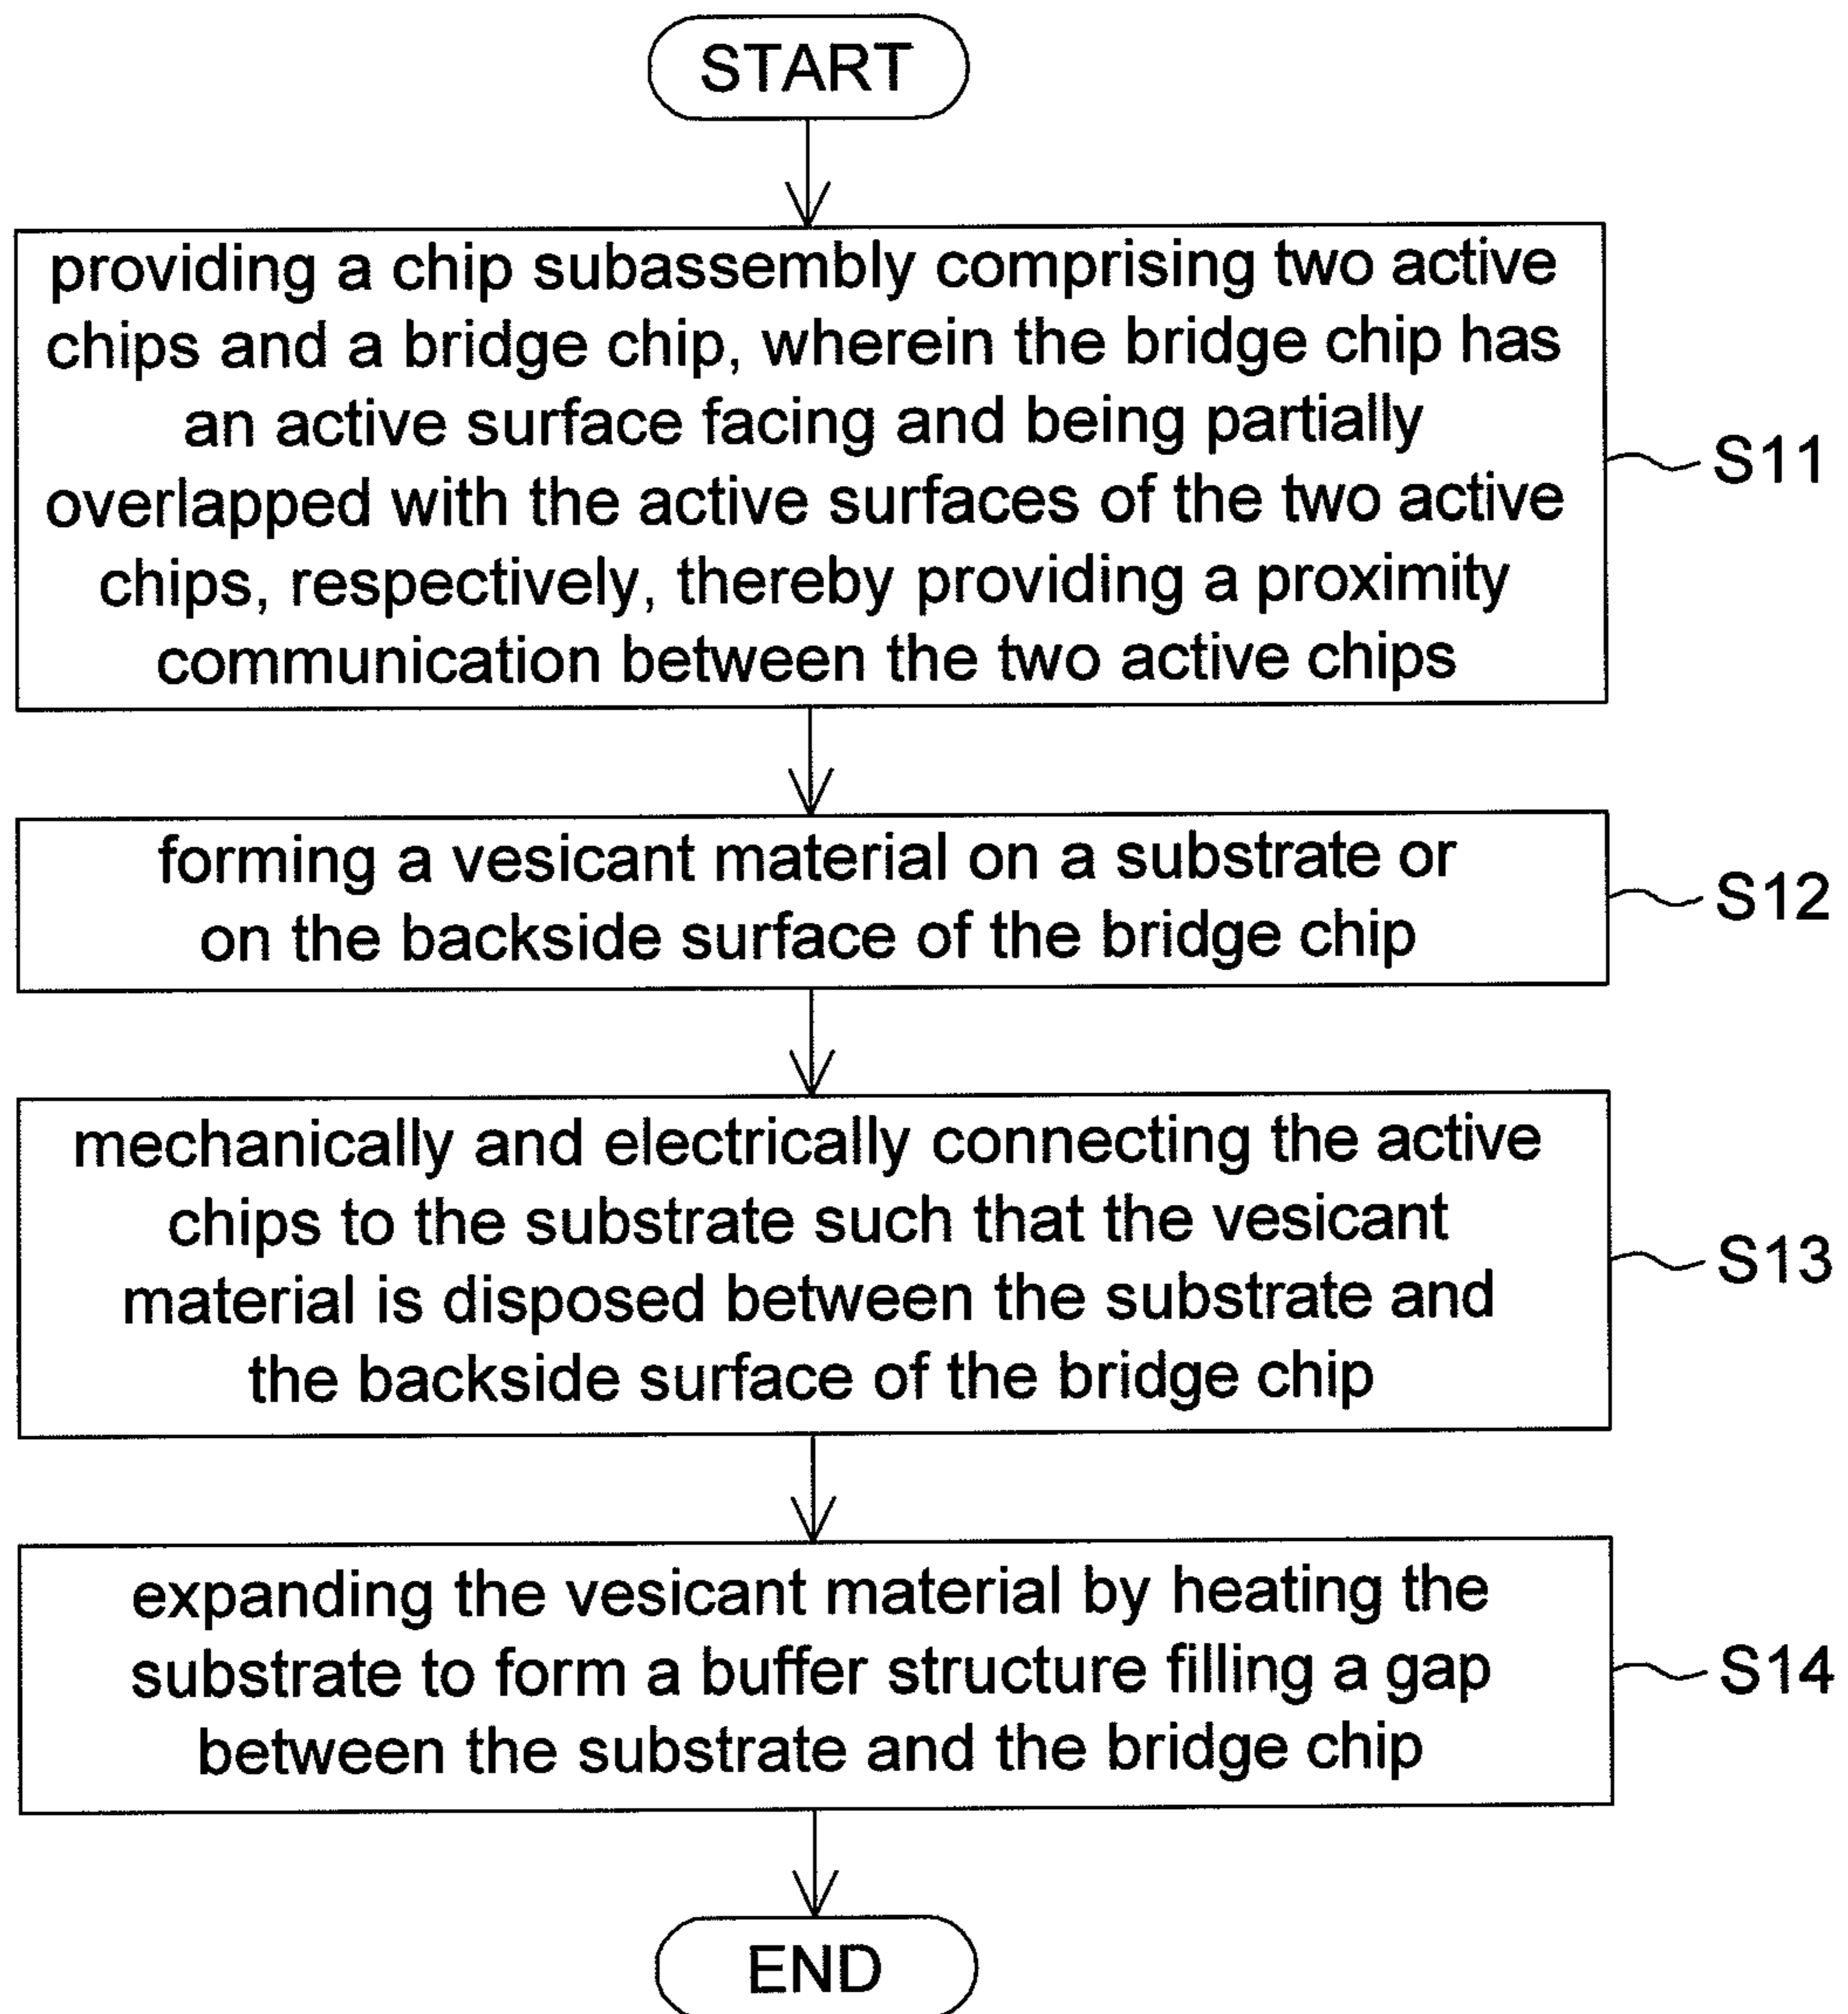 START
providing a chip subassembly comprising two active
chips and a bridge chip, wherein the bridge chip has
an active surface facing and being partially
overlapped with the active surfaces of the two active
chips, respectively, thereby providing a proximity
communication between the two active chips
S11
forming a vesicant material on a substrate or
on the backside surface of the bridge chip
S12
mechanically and electrically connecting the active
chips to the substrate such that the vesicant
material is disposed between the substrate and
the backside surface of the bridge chip
S13
expanding the vesicant material by heating the
substrate to form a buffer structure filling a gap
between the substrate and the bridge chip
S14
END